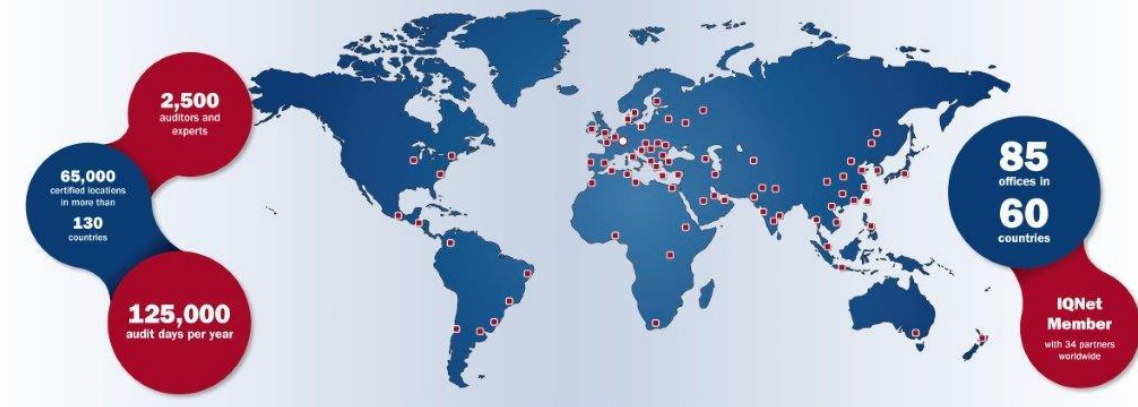 2,500
auditors and
experts
65,000
certified locations
in more than
130
countries
125,000
audit days per year
85
offices in
60
countries
IQNet
Member
with 34 partners
worldwide